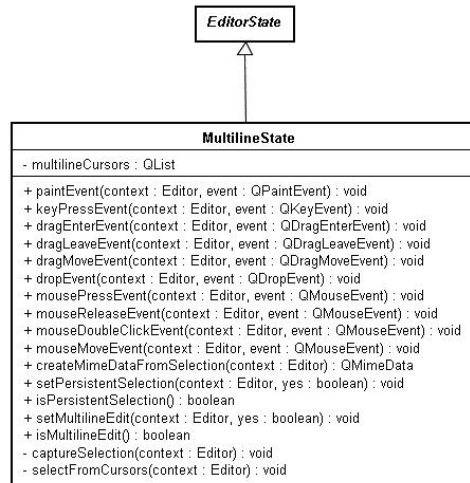 EditorState
MultilineState
- multilineCursors : QList
+ paintEvent(context : Editor, event : QPaintEvent) : void
+ keyPressEvent(context : Editor, event : QKeyEvent) : void
+ dragEnterEvent(context : Editor, event : QDragEnterEvent) : void
+ dragLeaveEvent(context : Editor, event : QDragLeaveEvent) : void
+ dragMoveEvent(context : Editor, event : QDragMoveEvent) : void
+ dropEvent(context : Editor, event : QDropEvent) : void
+ mousePressEvent(context : Editor, event : QMouseEvent) : void
+ mouseReleaseEvent(context : Editor, event : QMouseEvent) : void
+ mouseDoubleClickEvent(context : Editor, event : QMouseEvent) : void
+ mouseMoveEvent(context : Editor, event : QMouseEvent) : void
+ createMimeDataFromSelection(context : Editor) : QMimeData
+ setPersistentSelection(context : Editor, yes : boolean) : void
+ isPersistentSelection() : boolean
+ setMultilineEdit(context : Editor, yes : boolean) : void
+ isMultilineEdit() : boolean
- captureSelection(context : Editor) : void
- selectFromCursors(context : Editor) : void